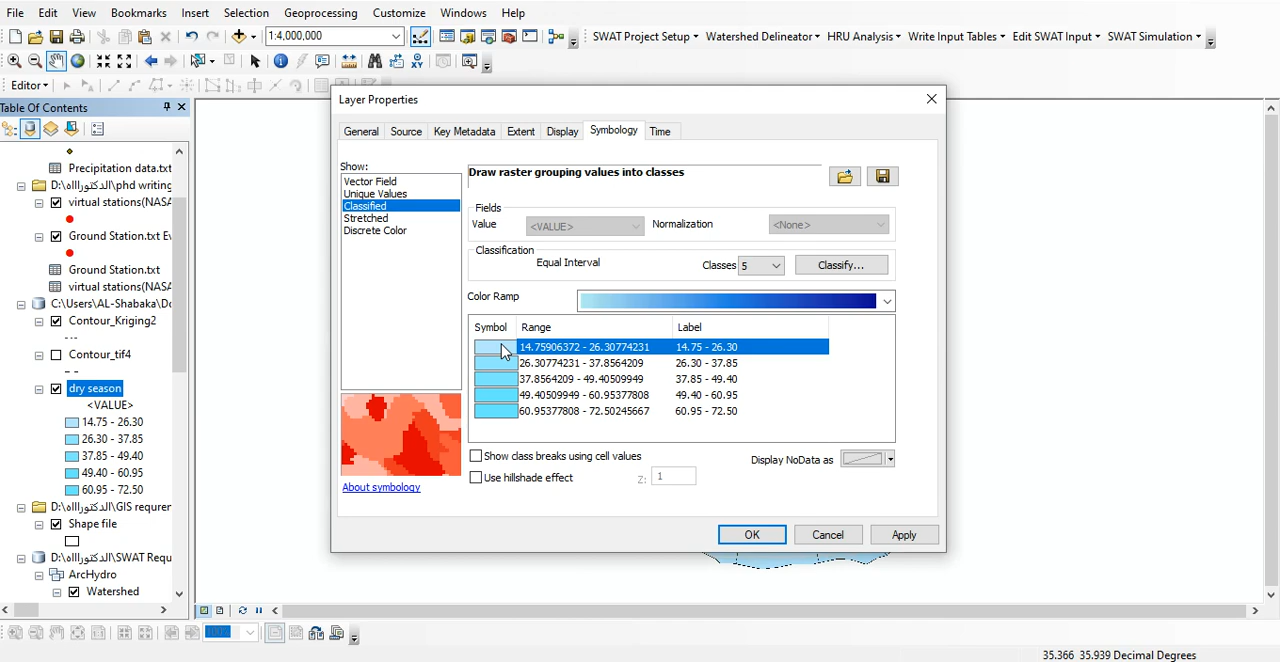 File Edit View Bookmarks Insert Selection Geoprocessing Customize Windows Help
1:4,000,000 SWAT Project Setup Watershed Delineator HRU Analysis Write Input Tables Edit SWAT Input SWAT Simulation
Editor
Table Of Contents
Precipitation data.txt
D:\الدكتورااه\phd writing
virtual stations(NASA
Ground Station.txt Ev
Ground Station.txt
virtual stations(NASA
C:\Users\AL-Shabaka\Do
Contour_Kriging2
Contour_tif4
dry season
<VALUE>
14.75 - 26.30
26.30 - 37.85
37.85 - 49.40
49.40 - 60.95
60.95 - 72.50
D:\الدكتورااه\GIS requren
Shape file
D:\الدكتورااه\SWAT Requ
ArcHydro
Watershed
Layer Properties
General Source Key Metadata Extent Display Symbology Time
Show:
Vector Field
Unique Values
Classified
Stretched
Discrete Color
About symbology
Draw raster grouping values into classes
Fields
Value <VALUE> Normalization <None>
Classification
Equal Interval Classes 5 Classify...
Color Ramp
Symbol Range Label
14.75906372 - 26.30774231 14.75 - 26.30
26.30774231 - 37.8564209 26.30 - 37.85
37.8564209 - 49.40509949 37.85 - 49.40
49.40509949 - 60.95377808 49.40 - 60.95
60.95377808 - 72.50245667 60.95 - 72.50
Show class breaks using cell values Display NoData as
Use hillshade effect Z: 1
OK Cancel Apply
35.366 35.939 Decimal Degrees